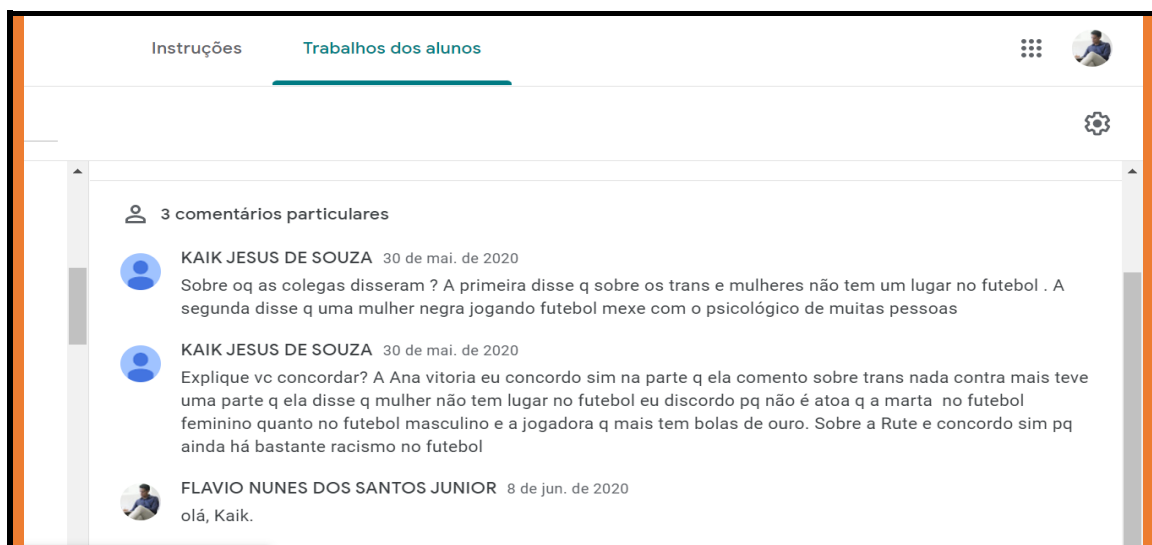 Instruções Trabalhos dos alunos
3 comentários particulares
KAIK JESUS DE SOUZA 30 de mai. de 2020
Sobre oq as colegas disseram ? A primeira disse q sobre os trans e mulheres não tem um lugar no futebol . A
segunda disse q uma mulher negra jogando futebol mexe com o psicológico de muitas pessoas
KAIK JESUS DE SOUZA 30 de mai. de 2020
Explique vc concordar? A Ana vitoria eu concordo sim na parte q ela comento sobre trans nada contra mais teve
uma parte q ela disse q mulher não tem lugar no futebol eu discordo pq não é atoa q a marta no futebol
feminino quanto no futebol masculino e a jogadora q mais tem bolas de ouro. Sobre a Rute e concordo sim pq
ainda há bastante racismo no futebol
FLAVIO NUNES DOS SANTOS JUNIOR 8 de jun. de 2020
olá, Kaik.